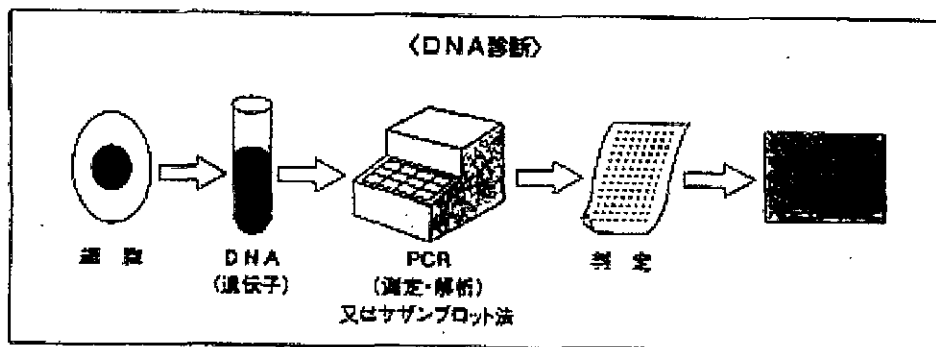 〈DNA診断〉
細 胞
DNA
(遺伝子)
PCR
(測定・解析)
又はサザンブロット法
判 定